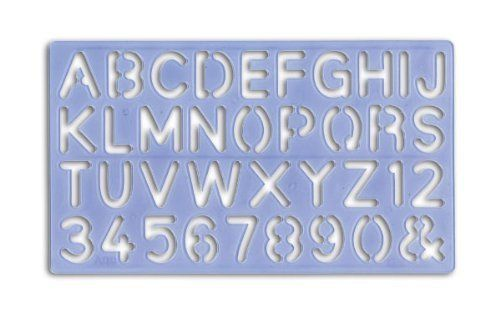 ABCDEFGHIJ
KLMNOPQRS
TUVWXYZ12
34567890&